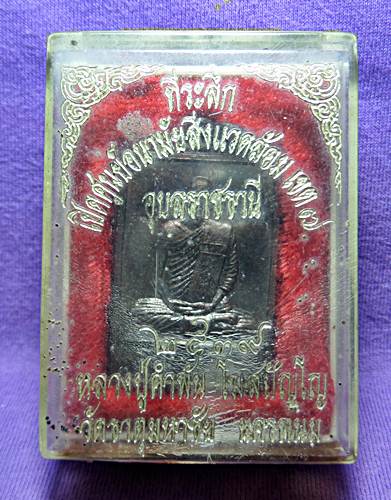 ที่ระลึก
เปิดศูนย์อนามัยสิ่งแวดล้อม เขต ๗
อุบลราชธานี
๒๕๓๙
หลวงปู่คำพันธ์ โฆสปัญโญ
วัดธาตุมหาชัย นครพนม